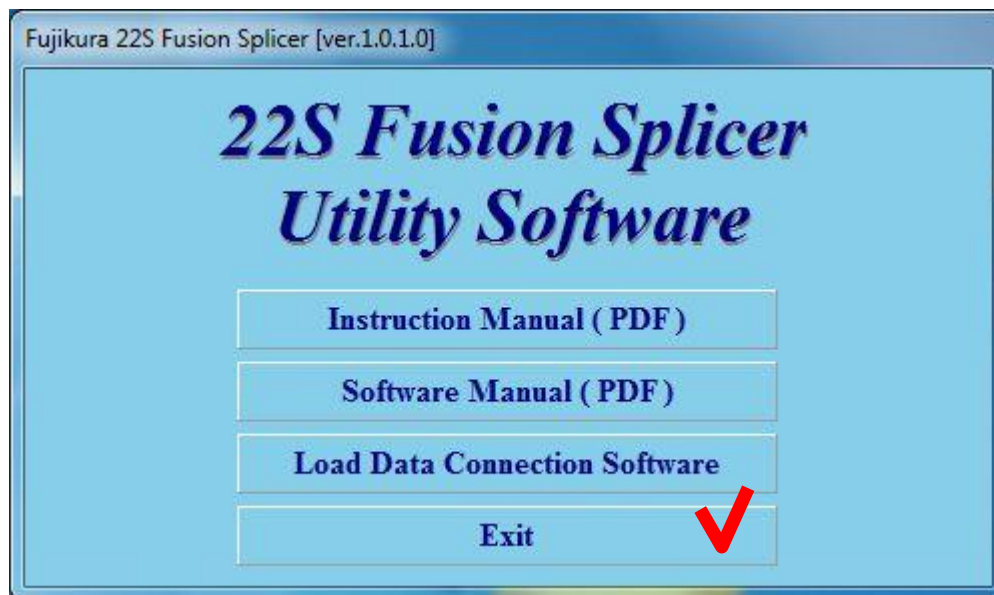 Fujikura 22S Fusion Splicer [ver.1.0.1.0]
22S Fusion Splicer
Utility Software
Instruction Manual ( PDF )
Software Manual ( PDF )
Load Data Connection Software
Exit